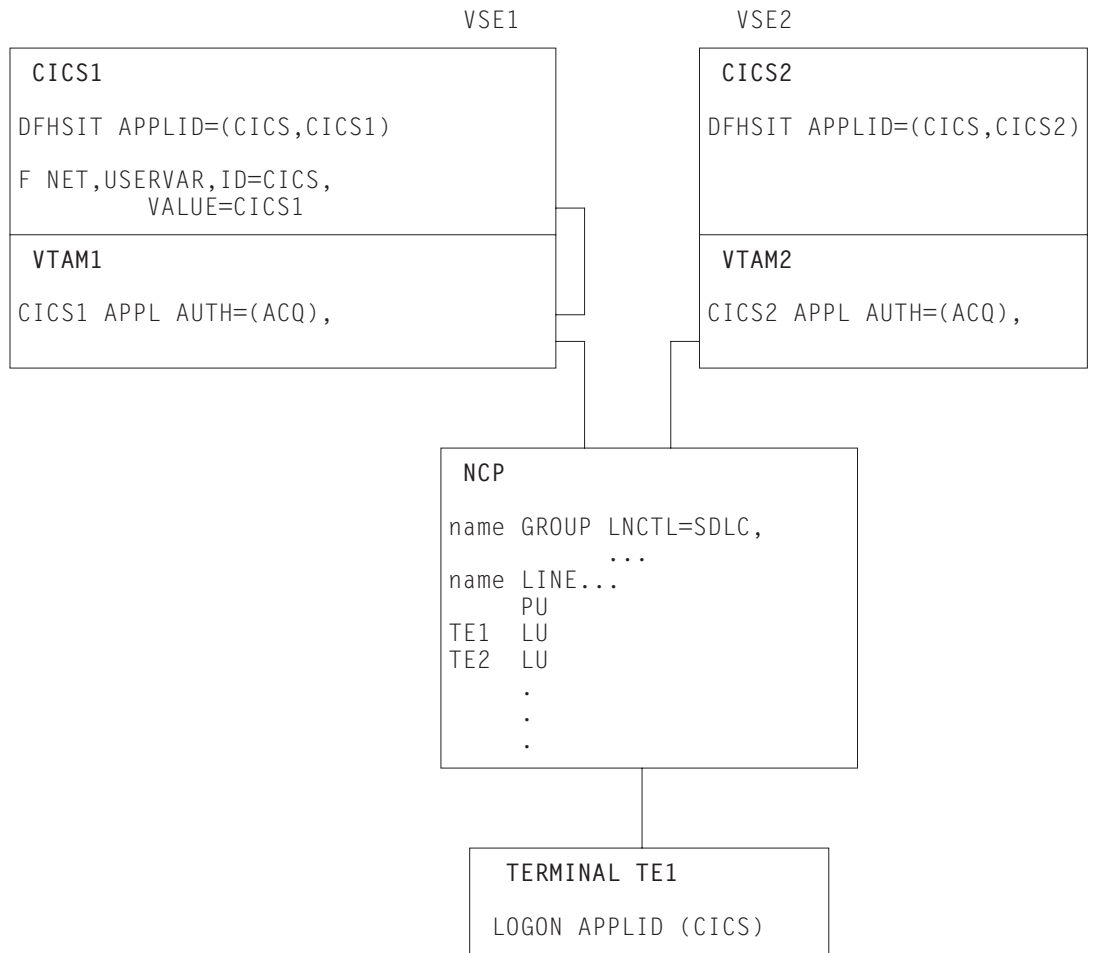 VSE1
VSE2
CICS1
DFHSIT APPLID=(CICS,CICS1)
F NET,USERVAR,ID=CICS,
VALUE=CICS1
VTAM1
CICS1 APPL AUTH=(ACQ),
CICS2
DFHSIT APPLID=(CICS,CICS2)
VTAM2
CICS2 APPL AUTH=(ACQ),
NCP
name GROUP LNCTL=SDLC,
...
name LINE...
PU
TE1 LU
TE2 LU
.
.
.
TERMINAL TE1
LOGON APPLID (CICS)